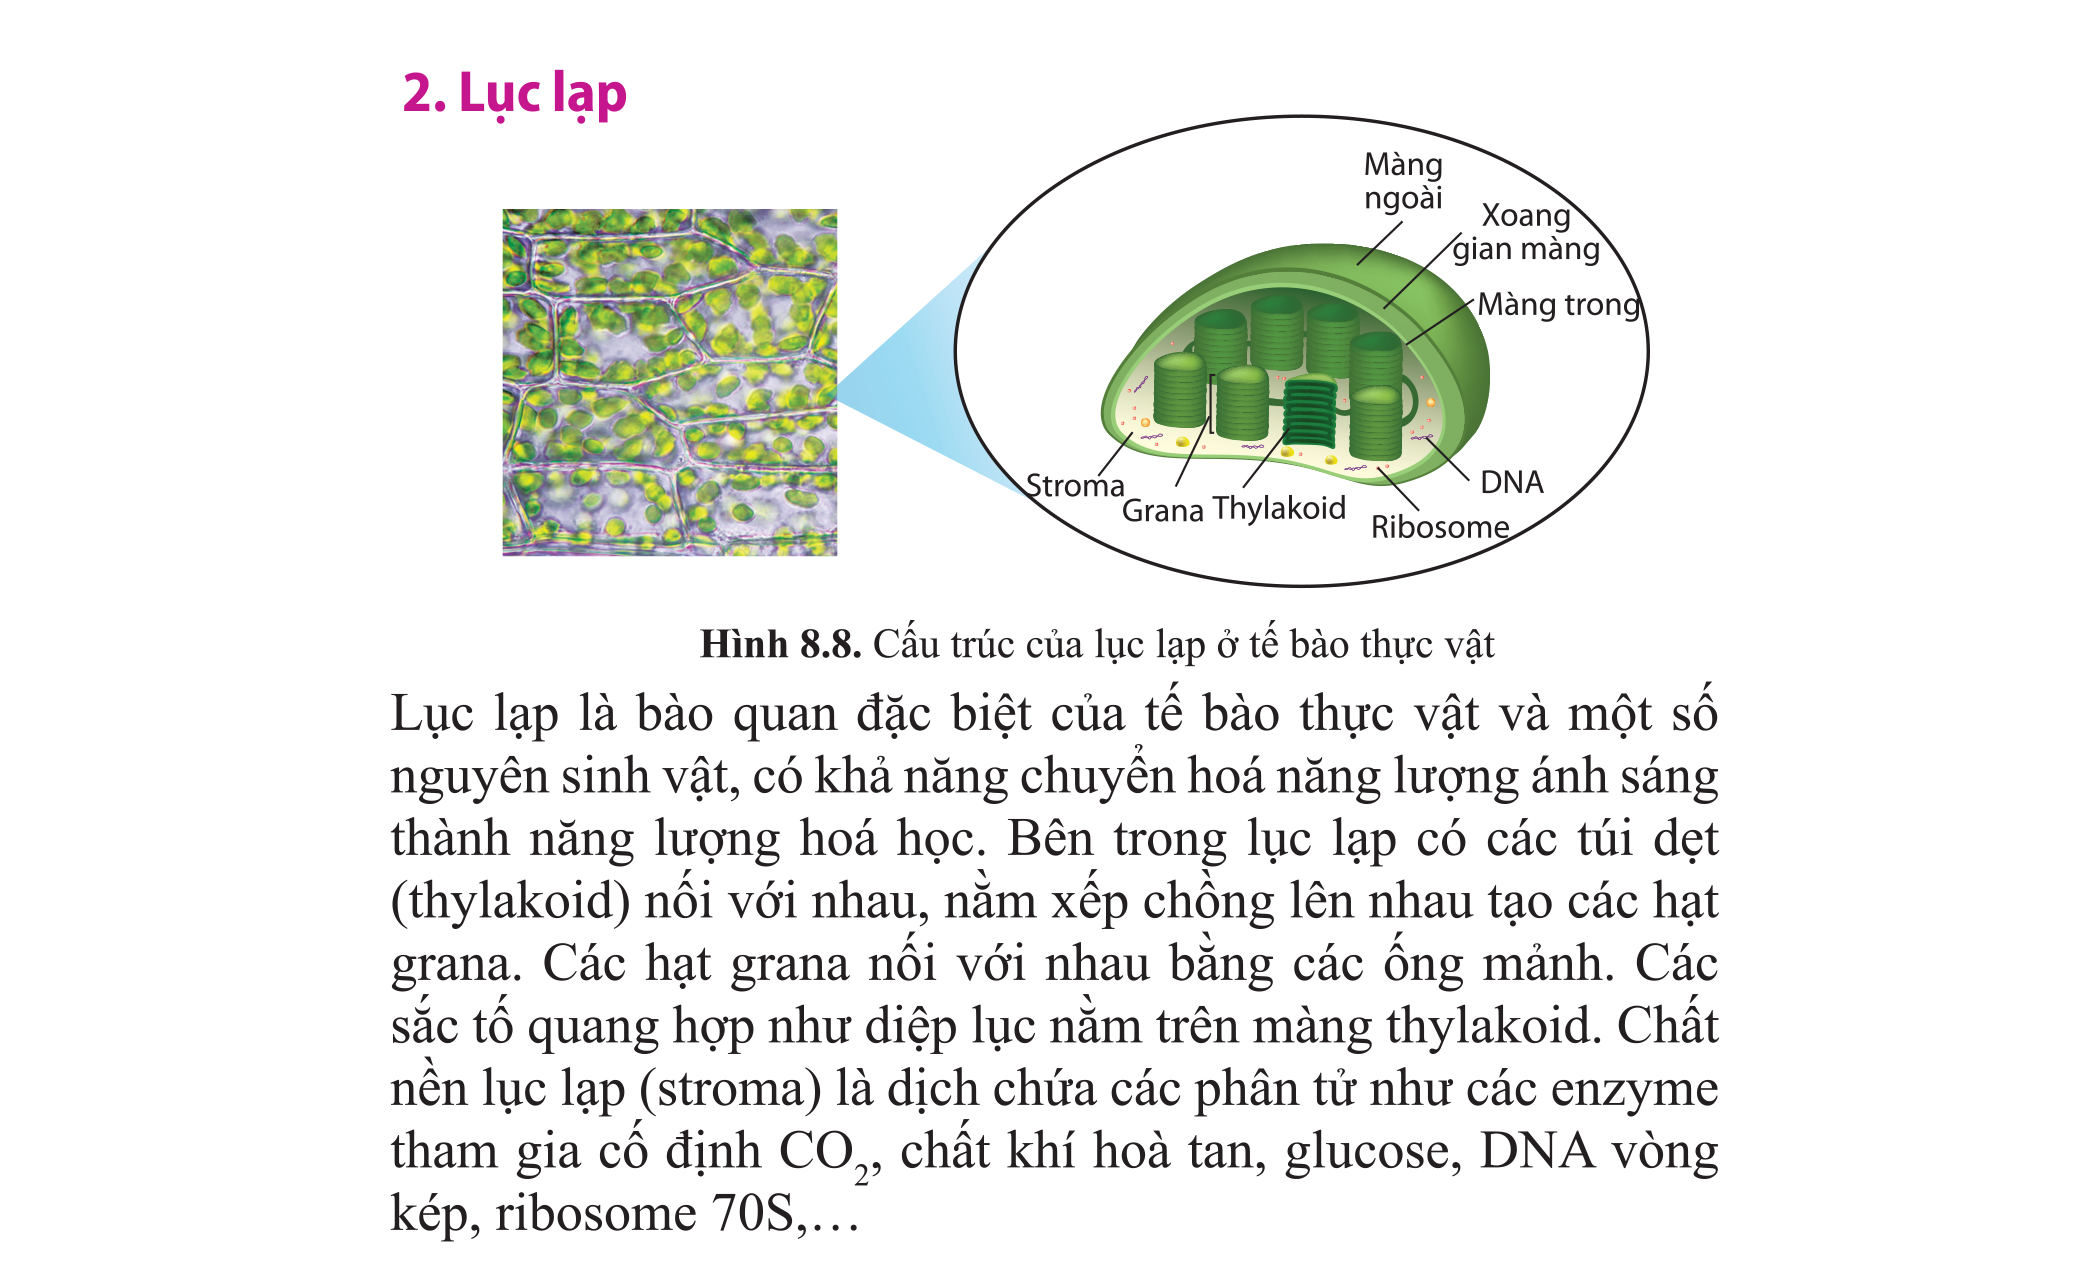 2. Lục lạp
Màng
ngoài
Xoang
gian màng
Màng trong
Stroma
Grana
Thylakoid
DNA
Ribosome
Hình 8.8. Cấu trúc của lục lạp ở tế bào thực vật
Lục lạp là bào quan đặc biệt của tế bào thực vật và một số
nguyên sinh vật, có khả năng chuyển hoá năng lượng ánh sáng
thành năng lượng hoá học. Bên trong lục lạp có các túi dẹt
(thylakoid) nối với nhau, nằm xếp chồng lên nhau tạo các hạt
grana. Các hạt grana nối với nhau bằng các ống mảnh. Các
sắc tố quang hợp như diệp lục nằm trên màng thylakoid. Chất
nền lục lạp (stroma) là dịch chứa các phân tử như các enzyme
tham gia cố định CO₂, chất khí hoà tan, glucose, DNA vòng
kép, ribosome 70S,…